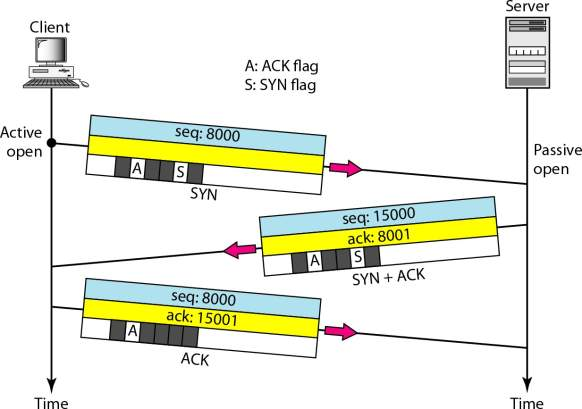 Client
Server
A: ACK flag
S: SYN flag
Active
open
seq: 8000
A
S
SYN
Passive
open
seq: 15000
ack: 8001
A
S
SYN + ACK
seq: 8000
ack: 15001
A
ACK
Time
Time